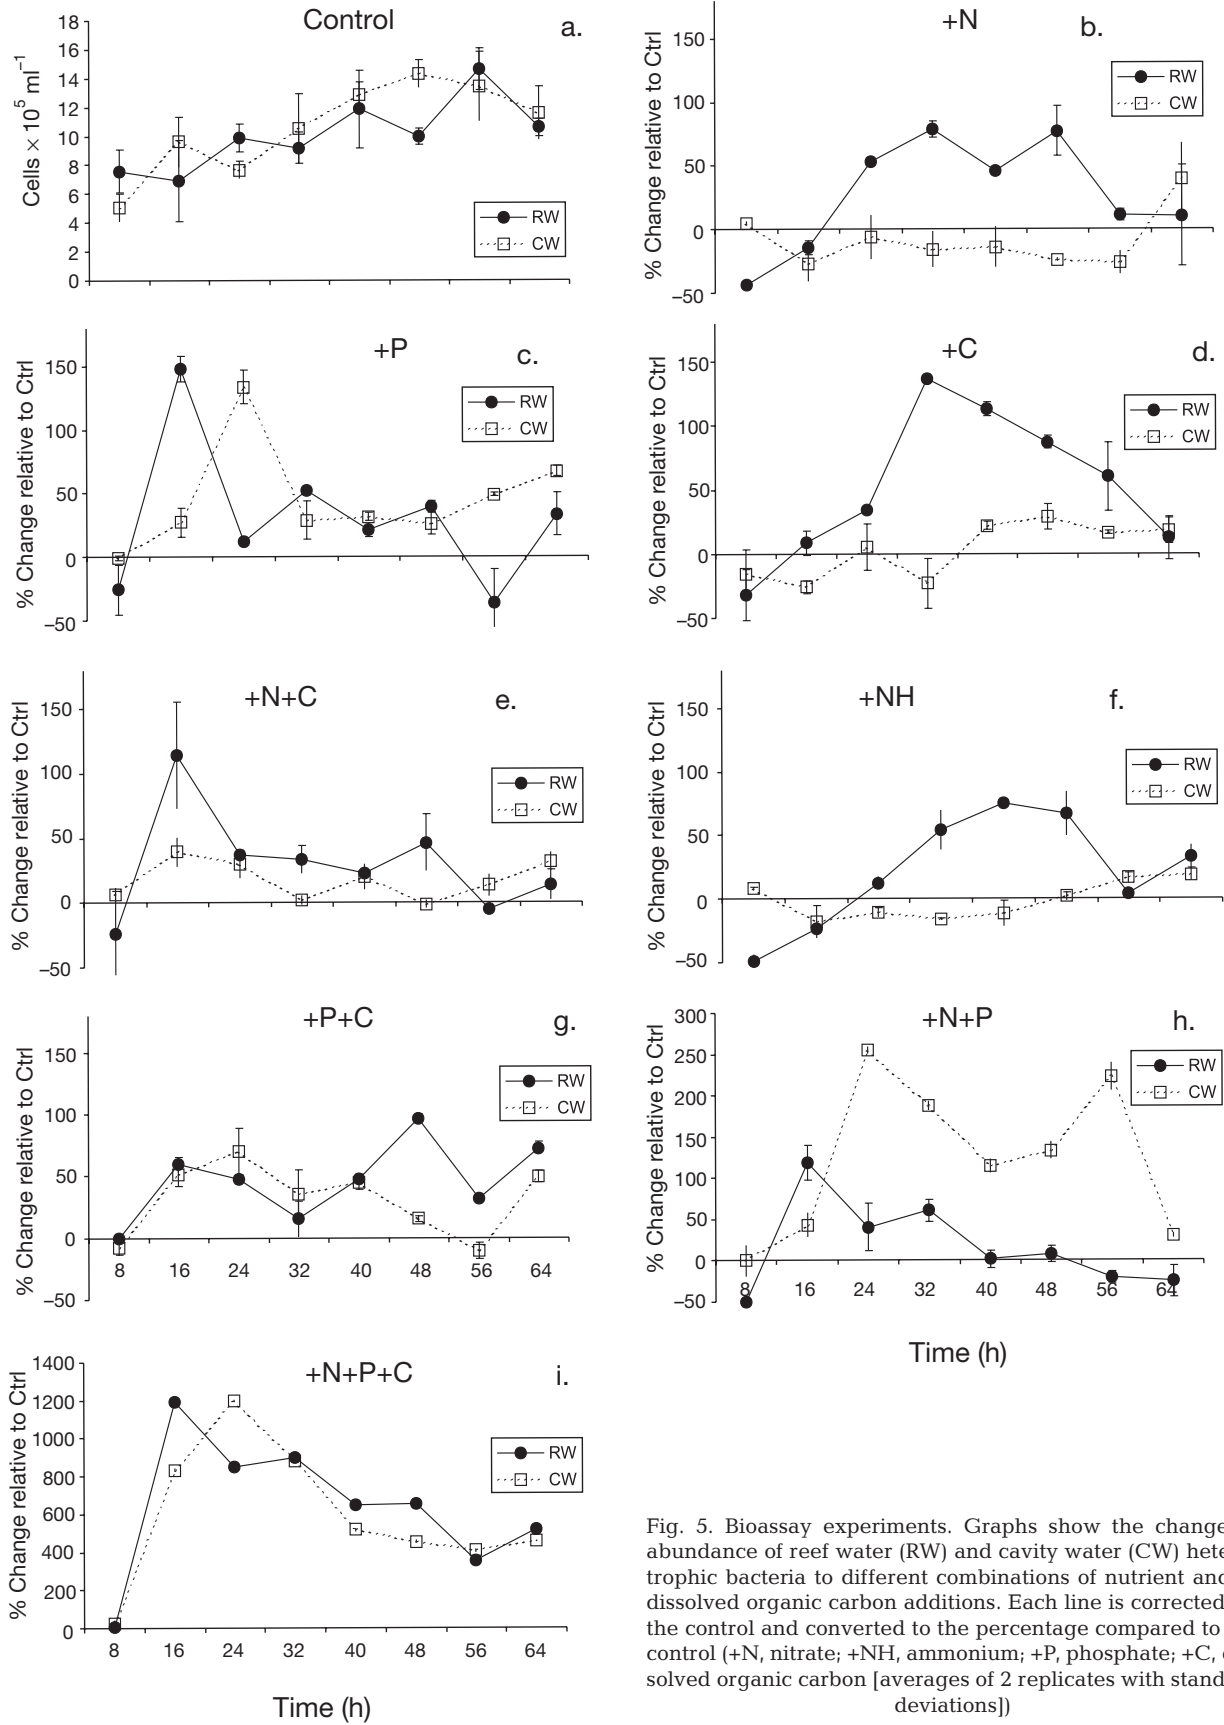 Control
a.
Cells × 10⁵ ml⁻¹
18
16
14
12
10
8
6
4
2
0
RW
CW
+N
b.
% Change relative to Ctrl
150
100
50
0
−50
RW
CW
+P
c.
% Change relative to Ctrl
150
100
50
0
−50
RW
CW
+C
d.
% Change relative to Ctrl
150
100
50
0
−50
RW
CW
+N+C
e.
% Change relative to Ctrl
150
100
50
0
−50
RW
CW
+NH
f.
% Change relative to Ctrl
150
100
50
0
−50
RW
CW
+P+C
g.
% Change relative to Ctrl
150
100
50
0
−50
RW
CW
8 16 24 32 40 48 56 64
+N+P
h.
% Change relative to Ctrl
300
250
200
150
100
50
0
−50
RW
CW
8 16 24 32 40 48 56 64
Time (h)
+N+P+C
i.
% Change relative to Ctrl
1400
1200
1000
800
600
400
200
0
RW
CW
8 16 24 32 40 48 56 64
Time (h)
Fig. 5. Bioassay experiments. Graphs show the change
abundance of reef water (RW) and cavity water (CW) hete
trophic bacteria to different combinations of nutrient and
dissolved organic carbon additions. Each line is corrected
the control and converted to the percentage compared to
control (+N, nitrate; +NH, ammonium; +P, phosphate; +C,
solved organic carbon [averages of 2 replicates with stand
deviations])